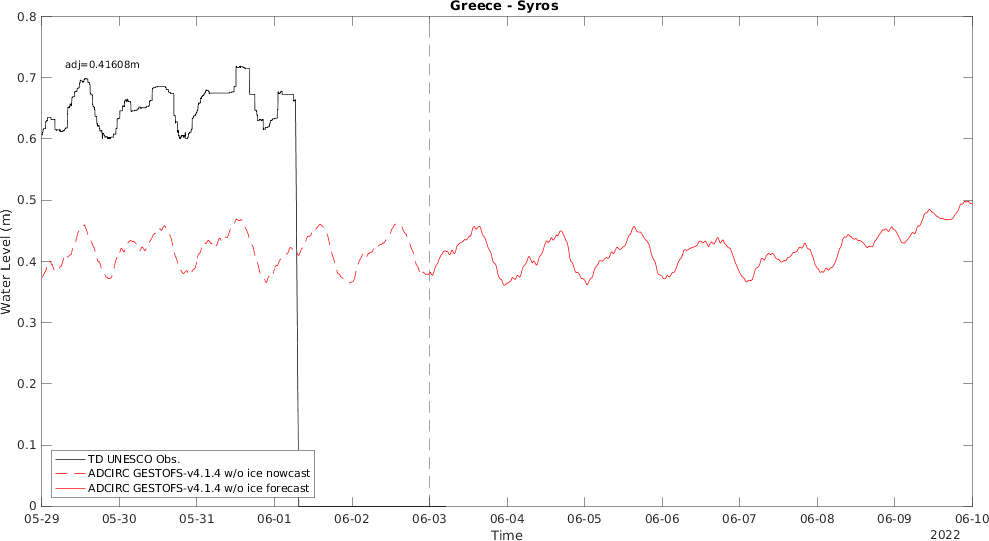 Greece - Syros
0.8
0.7
0.6
0.5
0.4
0.3
0.2
0.1
0
Water Level (m)
adj=0.41608m
TD UNESCO Obs.
ADCIRC GESTOFS-v4.1.4 w/o ice nowcast
ADCIRC GESTOFS-v4.1.4 w/o ice forecast
05-29 05-30 05-31 06-01 06-02 06-03 06-04 06-05 06-06 06-07 06-08 06-09 06-10
Time
2022